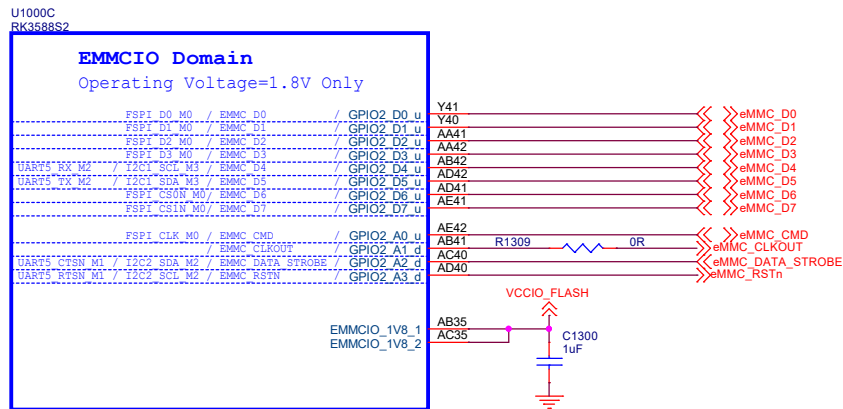 U1000C
RK3588S2
EMMCIO Domain
Operating Voltage=1.8V Only
FSPI_D0_M0 / EMMC_D0 / GPIO2_D0_u Y41 eMMC_D0
FSPI_D1_M0 / EMMC_D1 / GPIO2_D1_u Y40 eMMC_D1
FSPI_D2_M0 / EMMC_D2 / GPIO2_D2_u AA41 eMMC_D2
FSPI_D3_M0 / EMMC_D3 / GPIO2_D3_u AA42 eMMC_D3
UART5_RX_M2 / I2C1_SCL_M3 / EMMC_D4 / GPIO2_D4_u AB42 eMMC_D4
UART5_TX_M2 / I2C1_SDA_M3 / EMMC_D5 / GPIO2_D5_u AD42 eMMC_D5
FSPI_CS0N_M0/ EMMC_D6 / GPIO2_D6_u AD41 eMMC_D6
FSPI_CS1N_M0/ EMMC_D7 / GPIO2_D7_u AE41 eMMC_D7
FSPI_CLK_M0 / EMMC_CMD / GPIO2_A0_u AE42 eMMC_CMD
/ EMMC_CLKOUT / GPIO2_A1_d AB41 R1309 0R eMMC_CLKOUT
UART5_CTSN_M1 / I2C2_SDA_M2 / EMMC_DATA_STROBE / GPIO2_A2_d AC40 eMMC_DATA_STROBE
UART5_RTSN_M1 / I2C2_SCL_M2 / EMMC_RSTN / GPIO2_A3_d AD40 eMMC_RSTn
VCCIO_FLASH
EMMCIO_1V8_1 AB35
EMMCIO_1V8_2 AC35
C1300
1uF